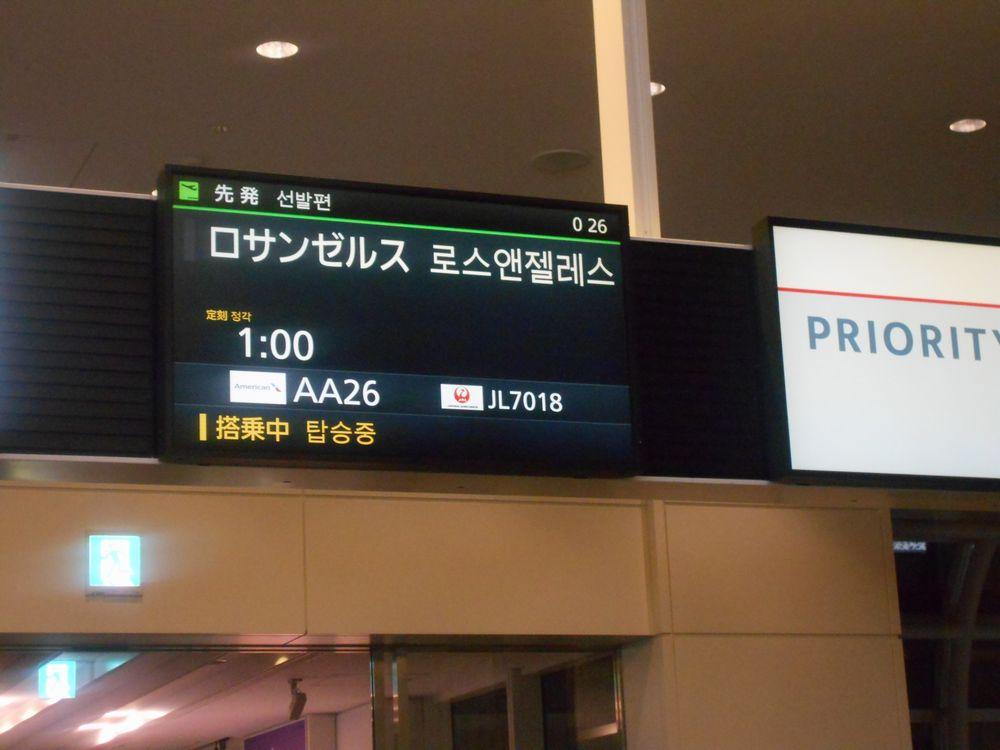 先発 선발편
0 26
ロサンゼルス 로스앤젤레스
定刻 정각
1:00
American AA26 JL7018
搭乗中 탑승중
PRIORITY